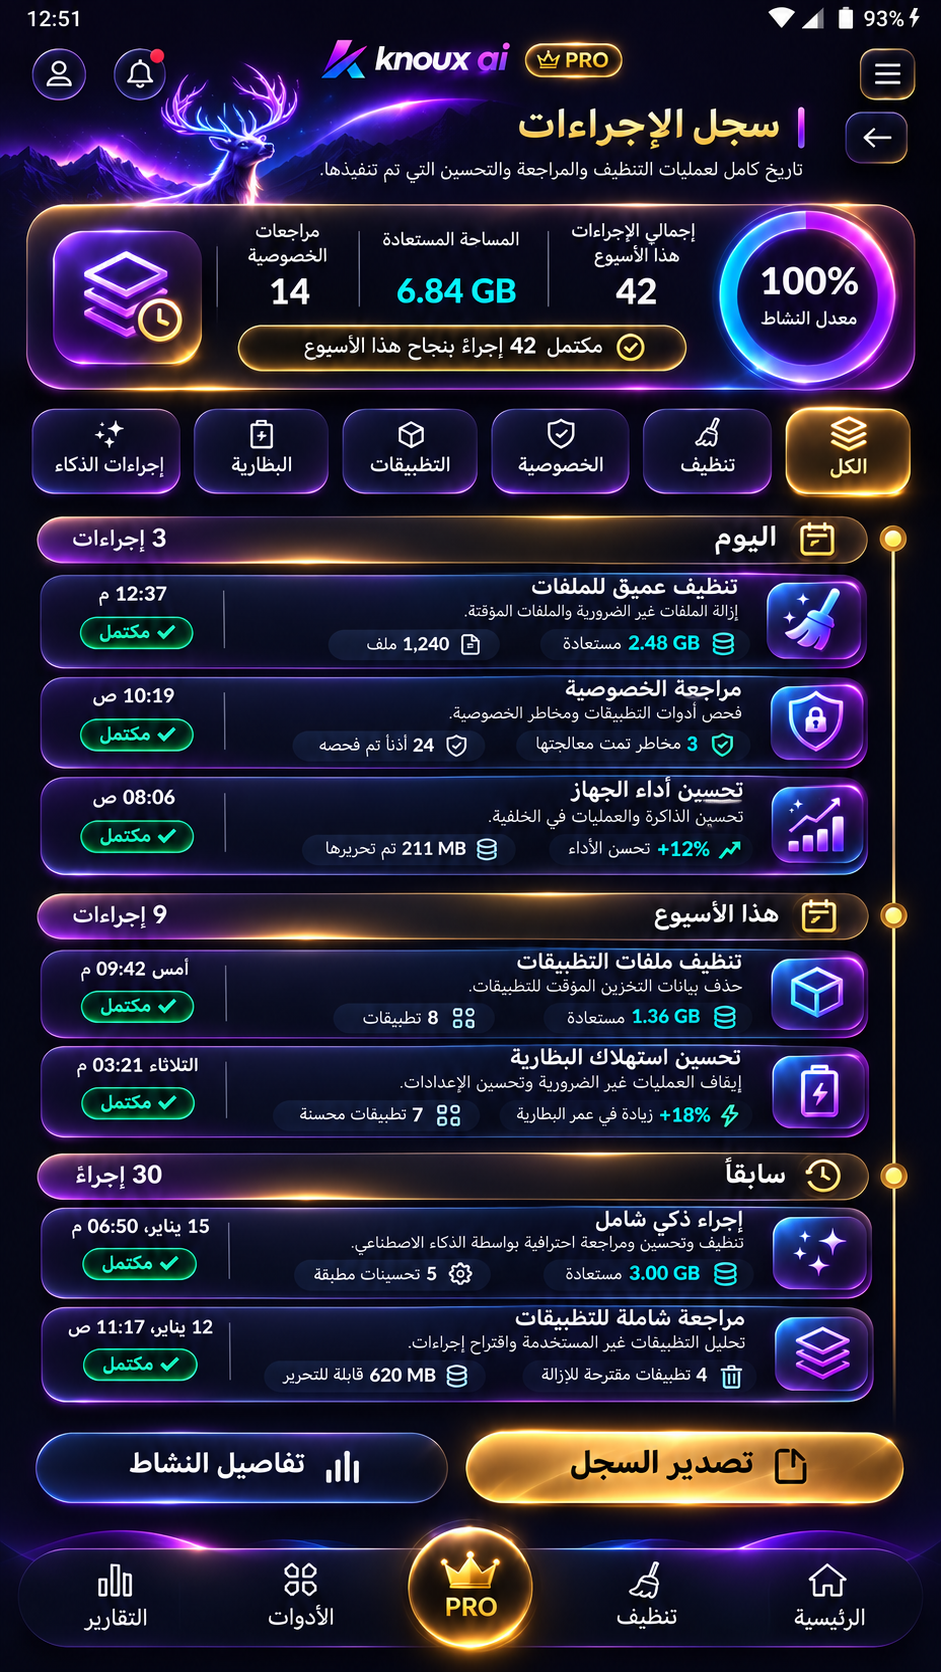 12:51
93%
knoux ai
PRO
سجل الإجراءات
تاريخ كامل لعمليات التنظيف والمراجعة والتحسين التي تم تنفيذها.
100%
معدل النشاط
إجمالي الإجراءات
هذا الأسبوع
42
المساحة المستعادة
6.84 GB
مراجعات
الخصوصية
14
مكتمل 42 إجراءً بنجاح هذا الأسبوع
الكل
تنظيف
الخصوصية
التطبيقات
البطارية
إجراءات الذكاء
اليوم
3 إجراءات
تنظيف عميق للملفات
إزالة الملفات غير الضرورية والملفات المؤقتة.
2.48 GB مستعادة
1,240 ملف
12:37 م
مكتمل
مراجعة الخصوصية
فحص أدوات التطبيقات ومخاطر الخصوصية.
3 مخاطر تمت معالجتها
24 أذناً تم فحصه
10:19 ص
مكتمل
تحسين أداء الجهاز
تحسين الذاكرة والعمليات في الخلفية.
+12% تحسن الأداء
211 MB تم تحريرها
08:06 ص
مكتمل
هذا الأسبوع
9 إجراءات
تنظيف ملفات التطبيقات
حذف بيانات التخزين المؤقت للتطبيقات.
1.36 GB مستعادة
8 تطبيقات
أمس 09:42 م
مكتمل
تحسين استهلاك البطارية
إيقاف العمليات غير الضرورية وتحسين الإعدادات.
+18% زيادة في عمر البطارية
7 تطبيقات محسنة
الثلاثاء 03:21 م
مكتمل
سابقاً
30 إجراءً
إجراء ذكي شامل
تنظيف وتحسين ومراجعة احترافية بواسطة الذكاء الاصطناعي.
3.00 GB مستعادة
5 تحسينات مطبقة
15 يناير، 06:50 م
مكتمل
مراجعة شاملة للتطبيقات
تحليل التطبيقات غير المستخدمة واقتراح إجراءات.
4 تطبيقات مقترحة للإزالة
620 MB قابلة للتحرير
12 يناير، 11:17 ص
مكتمل
تصدير السجل
تفاصيل النشاط
الرئيسية
تنظيف
PRO
الأدوات
التقارير